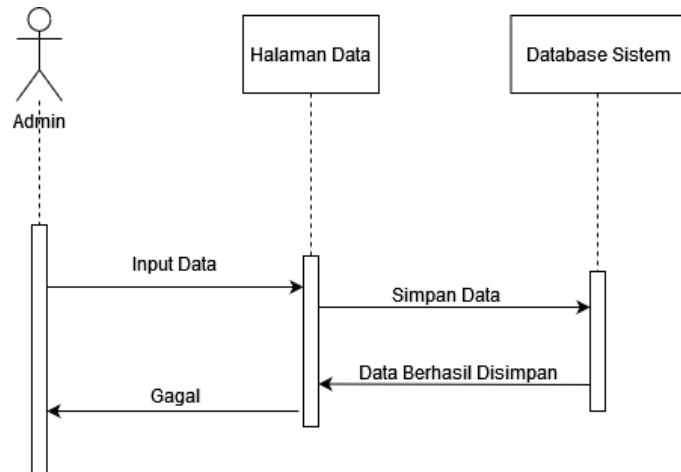 Halaman Data
Database Sistem
Admin
Input Data
Simpan Data
Data Berhasil Disimpan
Gagal